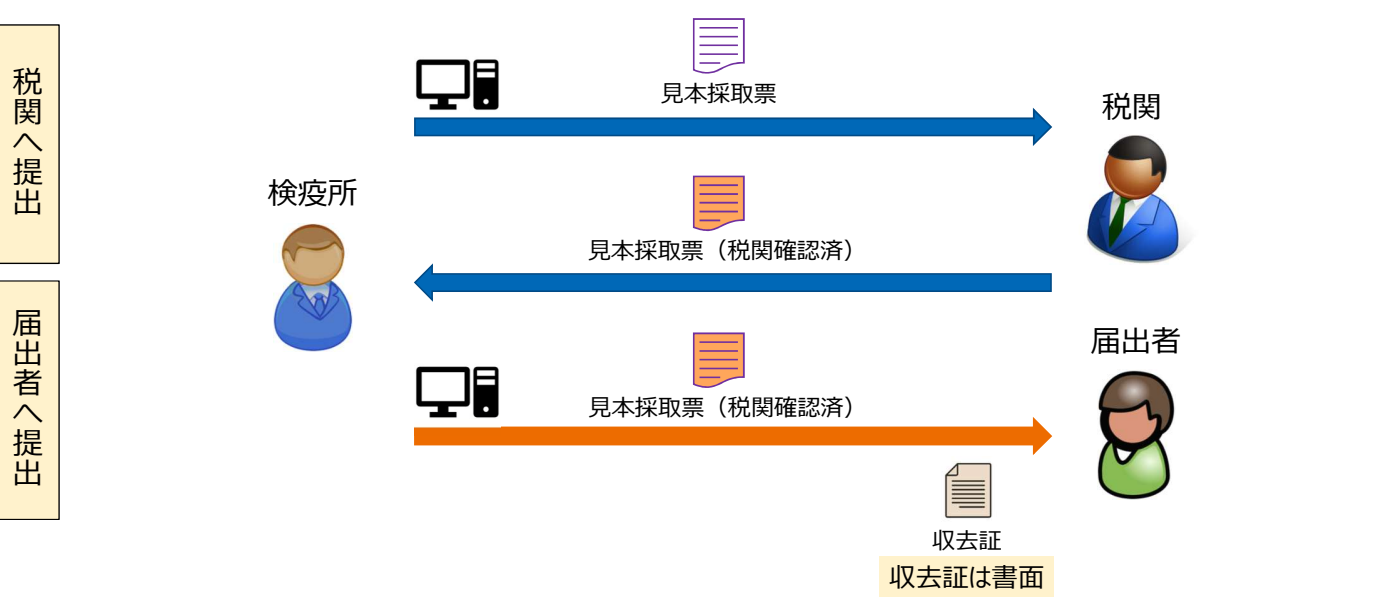 税関へ提出
見本採取票
税関
検疫所
見本採取票（税関確認済）
届出者へ提出
届出者
見本採取票（税関確認済）
収去証
収去証は書面